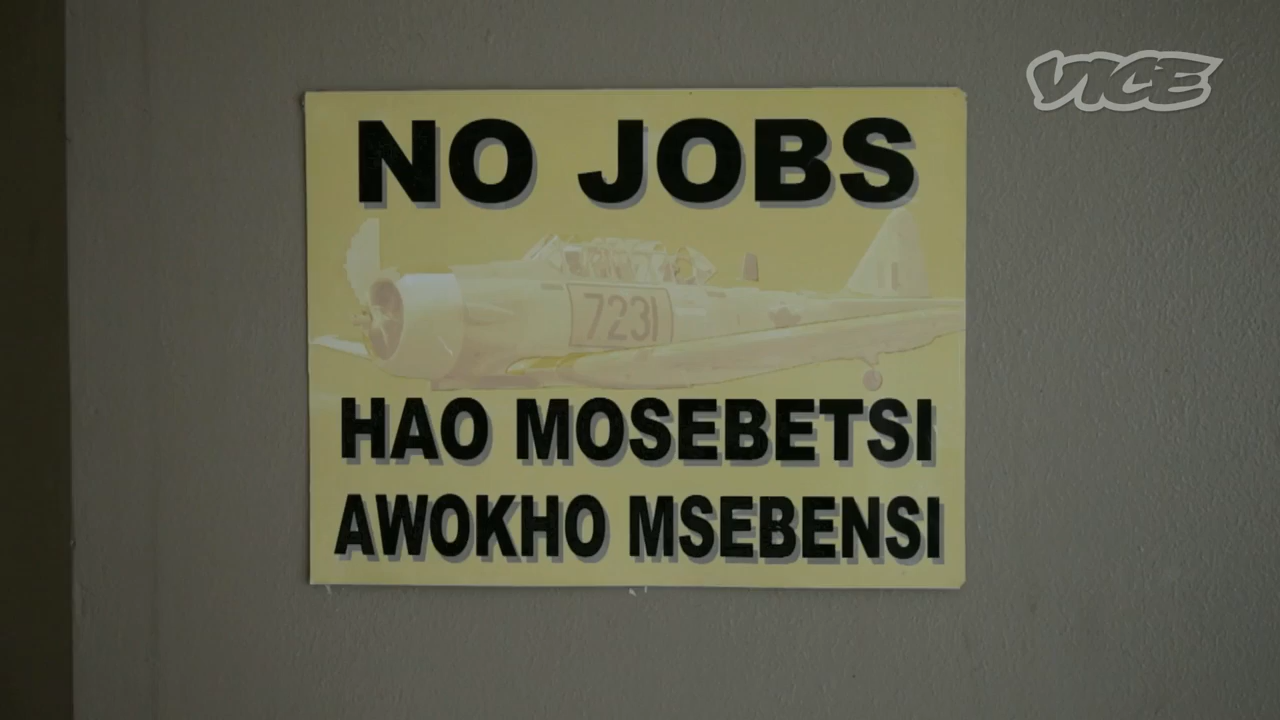 VICE
NO JOBS
7231
HAO MOSEBETSI
AWOKHO MSEBENSI